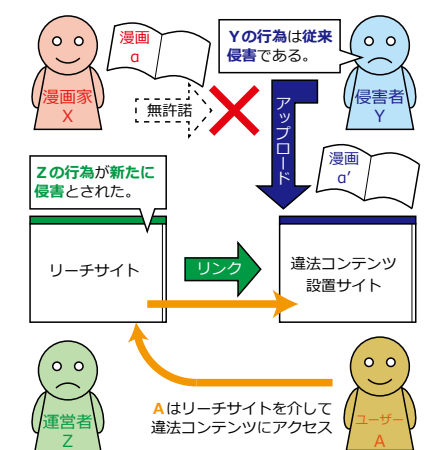 漫画
α
Yの行為は従来
侵害である。
漫画家
X
無許諾
侵害者
Y
アップロード
漫画
α′
Zの行為が新たに
侵害とされた。
リーチサイト
リンク
違法コンテンツ
設置サイト
運営者
Z
Aはリーチサイトを介して
違法コンテンツにアクセス
ユーザー
A